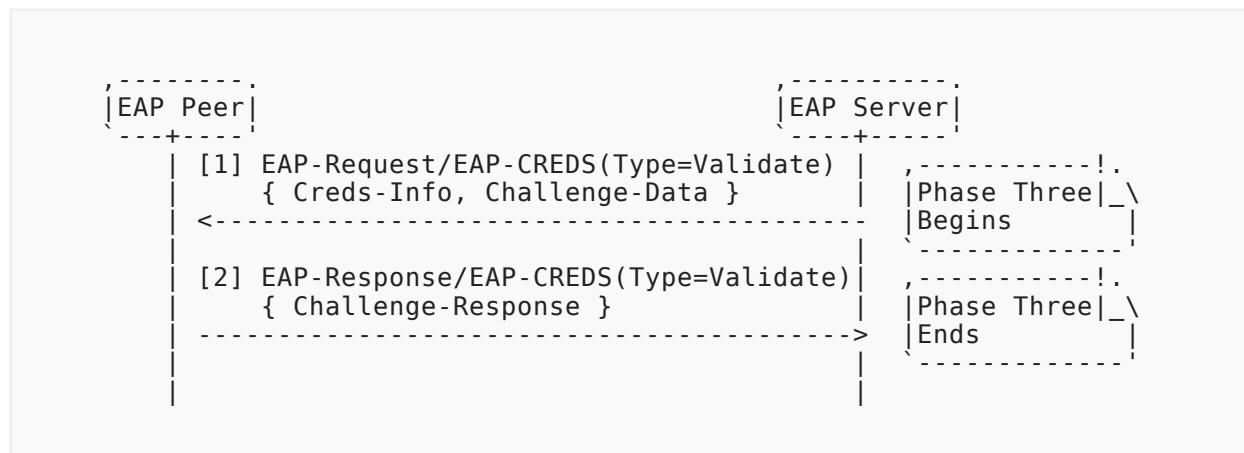 ,--------.                                  ,----------.
|EAP Peer|                                  |EAP Server|
`---+----'                                  `----+-----'
    | [1] EAP-Request/EAP-CREDS(Type=Validate) |  ,-----------!.
    |     { Creds-Info, Challenge-Data }       |  |Phase Three|_\
    | <-----------------------------------------  |Begins       |
    |                                          |  `-------------'
    | [2] EAP-Response/EAP-CREDS(Type=Validate)|  ,-----------!.
    |     { Challenge-Response }               |  |Phase Three|_\
    | ----------------------------------------->  |Ends         |
    |                                          |  `-------------'
    |                                          |